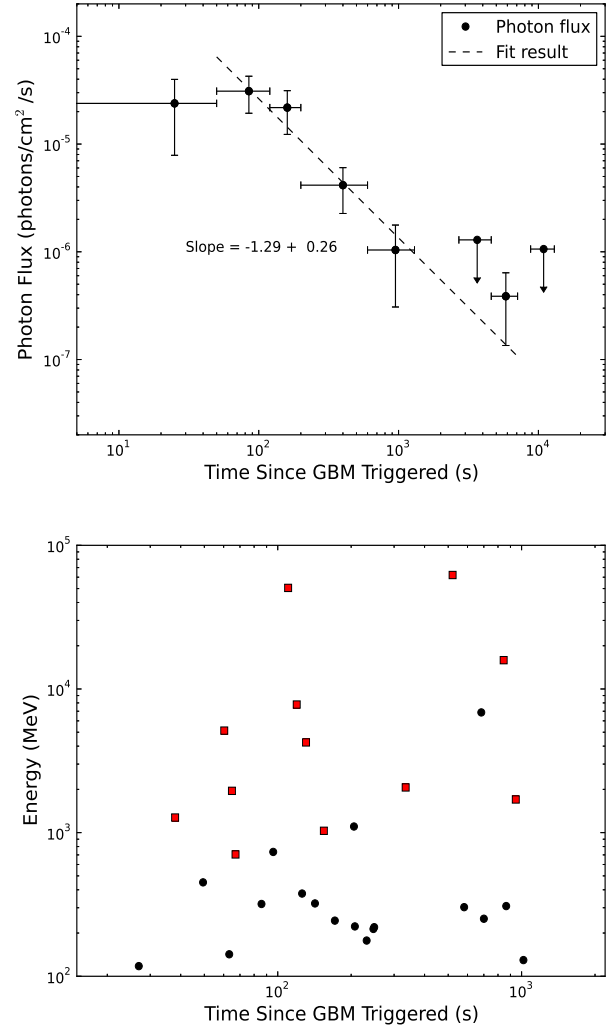 10⁻⁴
Photon flux
Fit result
10⁻⁵
Photon Flux (photons/cm² /s)
Slope = -1.29 + 0.26
10⁻⁶
10⁻⁷
10¹ 10² 10³ 10⁴
Time Since GBM Triggered (s)
10⁵
10⁴
Energy (MeV)
10³
10²
10² 10³
Time Since GBM Triggered (s)